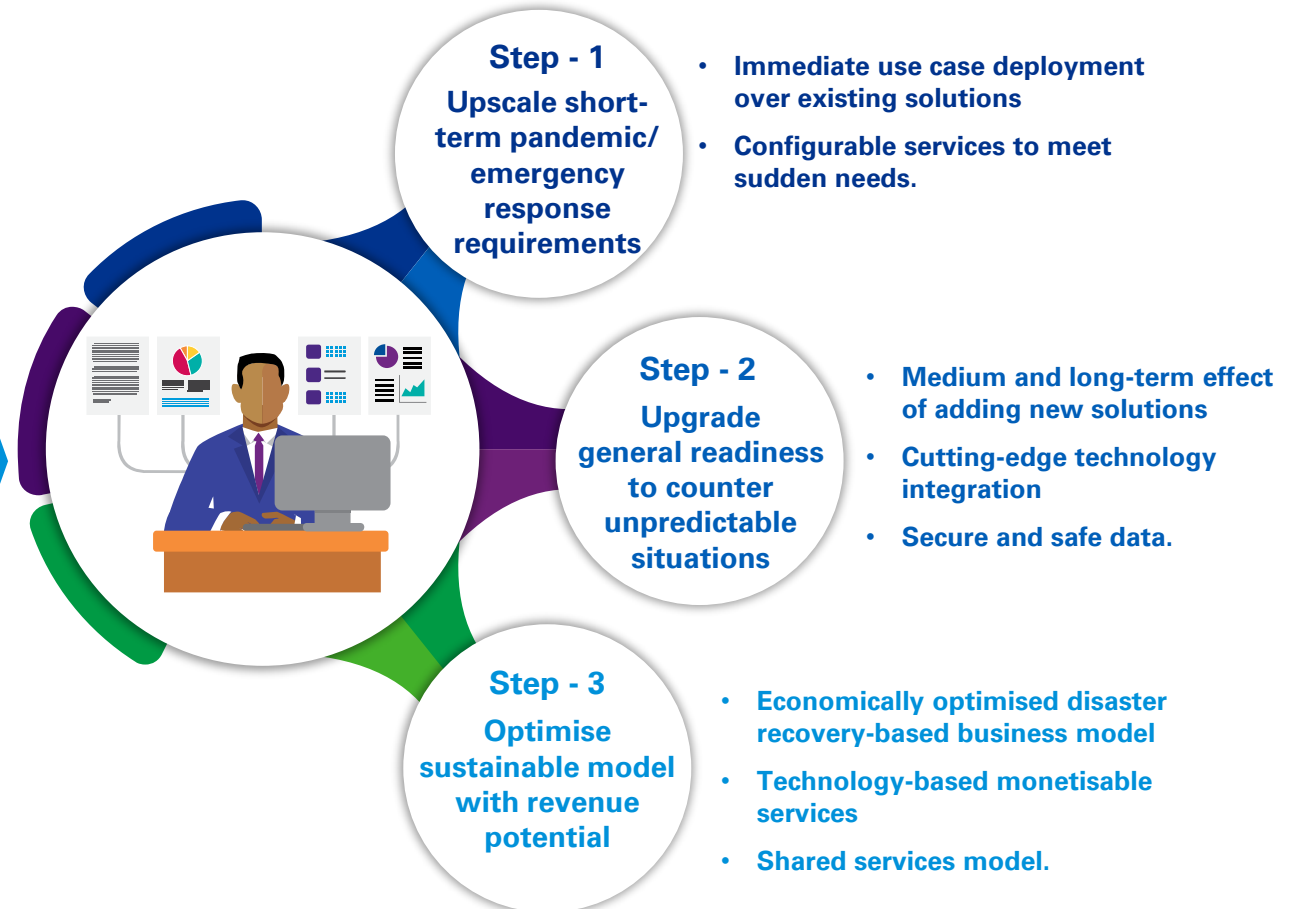 Step - 1
Upscale short-
term pandemic/
emergency
response
requirements
• Immediate use case deployment
over existing solutions
• Configurable services to meet
sudden needs.
Step - 2
Upgrade
general readiness
to counter
unpredictable
situations
• Medium and long-term effect
of adding new solutions
• Cutting-edge technology
integration
• Secure and safe data.
Step - 3
Optimise
sustainable model
with revenue
potential
• Economically optimised disaster
recovery-based business model
• Technology-based monetisable
services
• Shared services model.